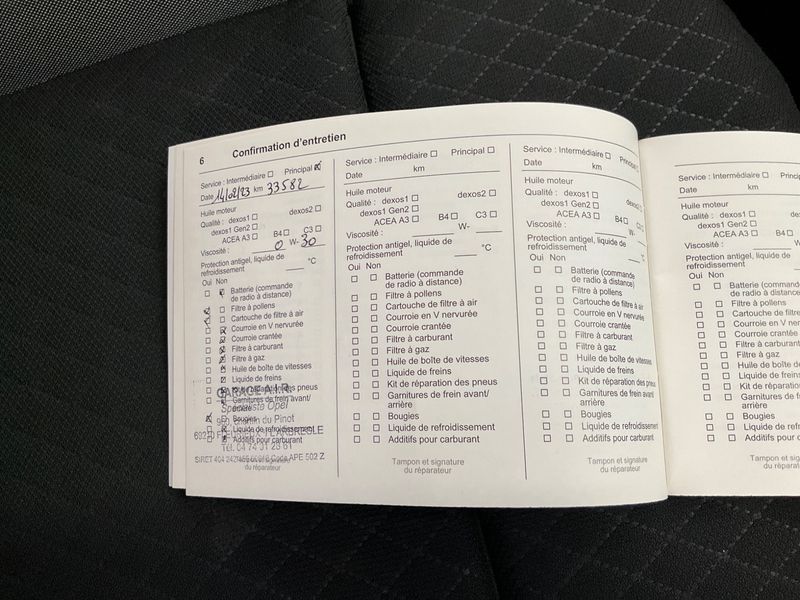 6 Confirmation d'entretien
Service : Intermédiaire Principal
Date 14/02/23 km 33582
Huile moteur
Qualité : dexos1 dexos2
dexos1 Gen2
ACEA A3 B4 C3
Viscosité : 0 W- 30
Protection antigel, liquide de
refroidissement °C
Oui Non
Batterie (commande
de radio à distance)
Filtre à pollens
Cartouche de filtre à air
Courroie en V nervurée
Courroie crantée
Filtre à carburant
Filtre à gaz
Huile de boîte de vitesses
Liquide de freins
Kit de réparation des pneus
GARAGE A.I.R.
Garnitures de frein avant/
arrière
Spécialiste Opel
Bougies
Chemin du Pinot
Liquide de refroidissement
Additifs pour carburant
Tél. 04 74 31 29 61
Code APE 502 Z
du réparateur
Service : Intermédiaire Principal
Date km
Huile moteur
Qualité : dexos1 dexos2
dexos1 Gen2
ACEA A3 B4 C3
Viscosité : W-
Protection antigel, liquide de
refroidissement °C
Oui Non
Batterie (commande
de radio à distance)
Filtre à pollens
Cartouche de filtre à air
Courroie en V nervurée
Courroie crantée
Filtre à carburant
Filtre à gaz
Huile de boîte de vitesses
Liquide de freins
Kit de réparation des pneus
Garnitures de frein avant/
arrière
Bougies
Liquide de refroidissement
Additifs pour carburant
Tampon et signature
du réparateur
Service : Intermédiaire
Date km
Huile moteur
Qualité : dexos1
dexos1 Gen2
ACEA A3 B4
Viscosité : W-
Protection antigel, liquide de
refroidissement
Oui Non
Batterie (commande
de radio à distance)
Filtre à pollens
Cartouche de filtre à air
Courroie en V nervurée
Courroie crantée
Filtre à carburant
Filtre à gaz
Huile de boîte de vitesses
Liquide de freins
Kit de réparation des pneus
Garnitures de frein avant/
arrière
Bougies
Liquide de refroidissement
Additifs pour carburant
Tampon et signature
du réparateur
Service : Intermédiaire
Date km
Huile moteur
Qualité : dexos1
dexos1 Gen2
ACEA A3 B4
Viscosité :
Protection antigel, liquide de
refroidissement
Oui Non
Batterie (commande
de radio à distance)
Filtre à pollens
Cartouche de filtre
Courroie en V
Courroie crantée
Filtre à carburant
Filtre à gaz
Huile de boîte
Liquide de freins
Kit de réparation
Garnitures de
arrière
Bougies
Liquide de
Additifs pour
Tampon et
du